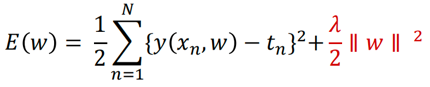 E(w) = 1/2 ∑_{n=1}^{N} {y(x_n, w) − t_n}² + λ/2 ‖ w ‖ ²